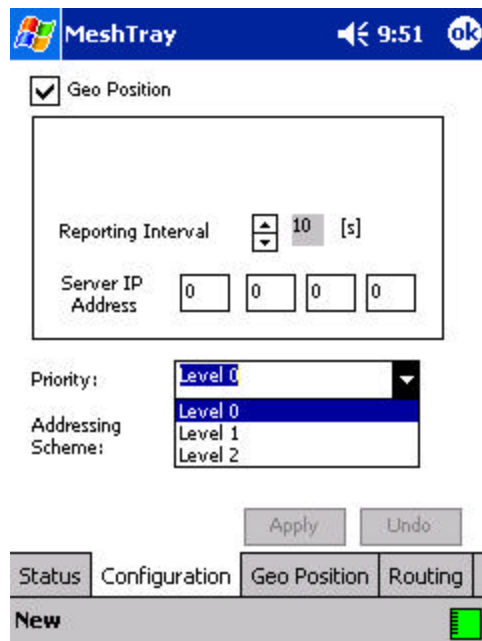 MeshTray 9:51 ok
Geo Position
Reporting Interval 10 [s]
Server IP
Address
0 0 0 0
Priority: Level 0
Level 0
Addressing Level 1
Scheme: Level 2
Apply Undo
Status Configuration Geo Position Routing
New